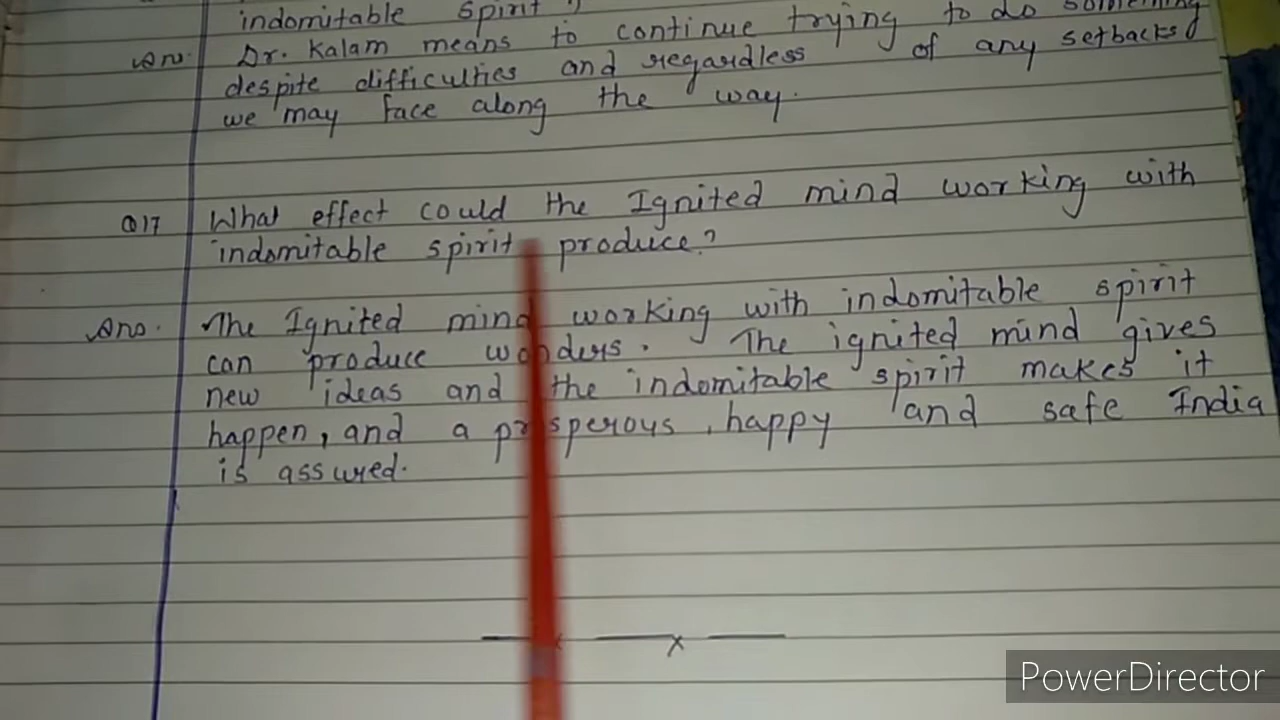 indomitable spirit?
Ans. Dr. Kalam means to continue trying to do something
despite difficulties and regardless of any setbacks
we may face along the way.
Q17 What effect could the Ignited mind working with
indomitable spirit produce?
Ans. The Ignited mind working with indomitable spirit
can produce wonders. The ignited mind gives
new ideas and the indomitable spirit makes it
happen, and a prosperous, happy and safe India
is assured.
PowerDirector